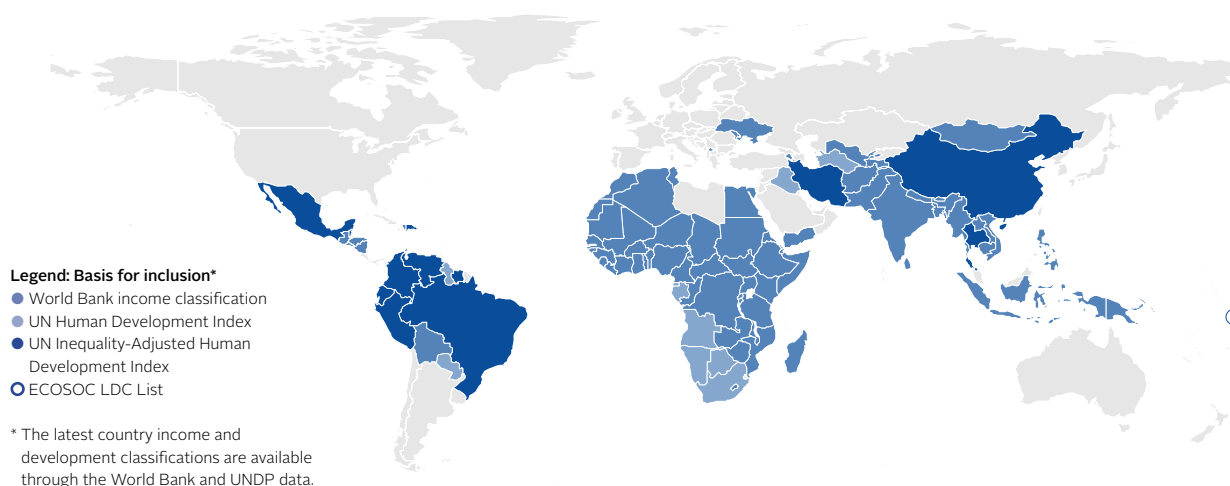 Legend: Basis for inclusion*
World Bank income classification
UN Human Development Index
UN Inequality-Adjusted Human
Development Index
ECOSOC LDC List
* The latest country income and
development classifications are available
through the World Bank and UNDP data.